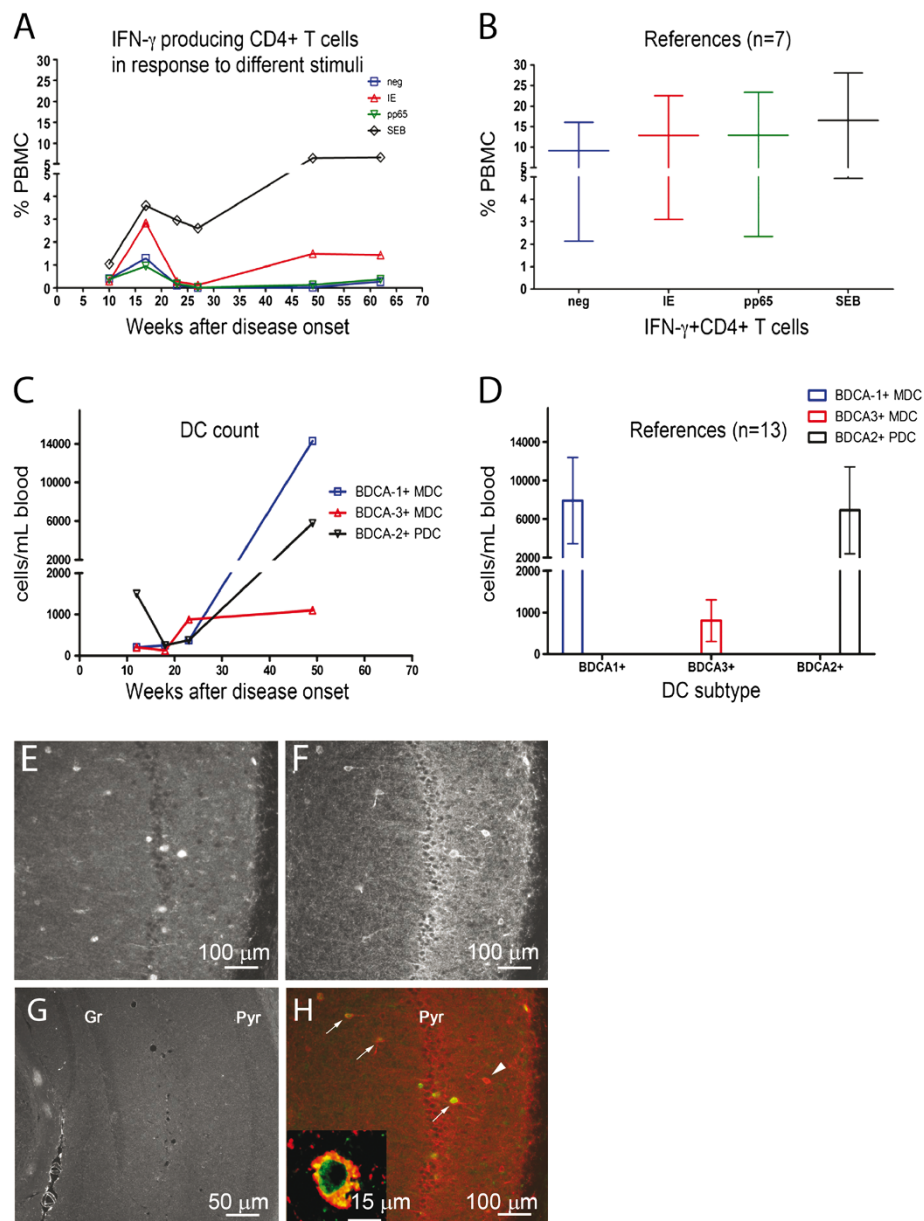 A
IFN-γ producing CD4+ T cells
in response to different stimuli
neg
IE
pp65
SEB
% PBMC
30
25
20
15
10
5
5
4
3
2
1
0
0 5 10 15 20 25 30 35 40 45 50 55 60 65 70
Weeks after disease onset
B
References (n=7)
% PBMC
30
25
20
15
10
5
5
4
3
2
1
0
neg IE pp65 SEB
IFN-γ+CD4+ T cells
C
DC count
BDCA-1+ MDC
BDCA-3+ MDC
BDCA-2+ PDC
cells/mL blood
14000
10000
6000
2000
2000
1000
0
0 10 20 30 40 50 60 70
Weeks after disease onset
D
References (n=13)
BDCA-1+ MDC
BDCA3+ MDC
BDCA2+ PDC
cells/mL blood
14000
10000
6000
2000
2000
1000
0
BDCA1+ BDCA3+ BDCA2+
DC subtype
E
100 µm
F
100 µm
G
Gr Pyr
50 µm
H
Pyr
15 µm
100 µm